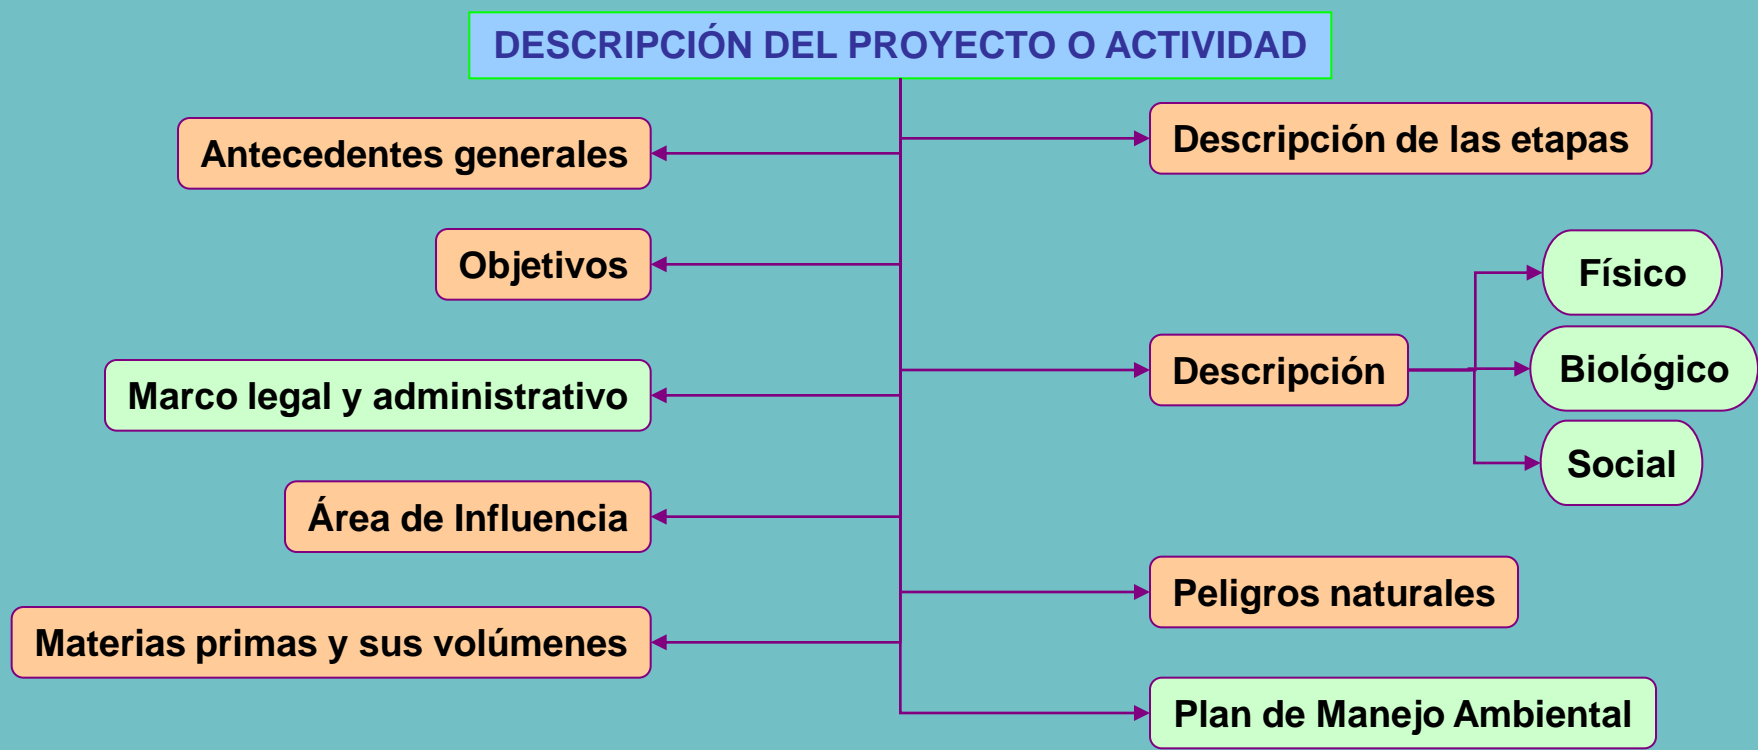 DESCRIPCIÓN DEL PROYECTO O ACTIVIDAD
Antecedentes generales
Objetivos
Marco legal y administrativo
Área de Influencia
Materias primas y sus volúmenes
Descripción de las etapas
Descripción
Físico
Biológico
Social
Peligros naturales
Plan de Manejo Ambiental